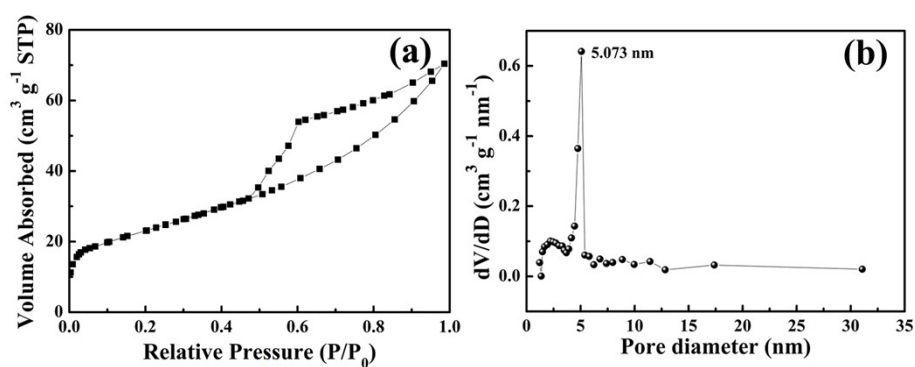 (a)
Volume Absorbed (cm³ g⁻¹ STP)
80
60
40
20
0
0.0 0.2 0.4 0.6 0.8 1.0
Relative Pressure (P/P₀)
(b)
5.073 nm
dV/dD (cm³ g⁻¹ nm⁻¹)
0.6
0.4
0.2
0.0
0 5 10 15 20 25 30 35
Pore diameter (nm)